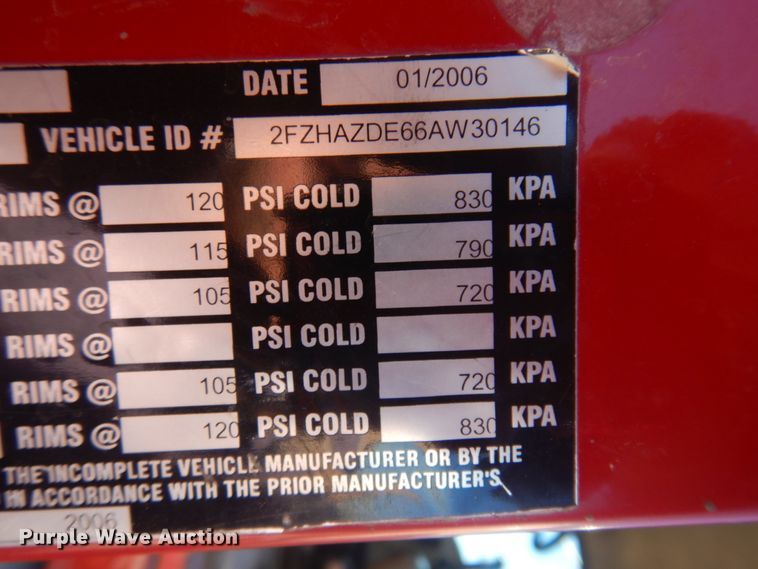 DATE 01/2006
VEHICLE ID # 2FZHAZDE66AW30146
RIMS @ 120 PSI COLD 830 KPA
RIMS @ 115 PSI COLD 790 KPA
RIMS @ 105 PSI COLD 720 KPA
RIMS @ PSI COLD KPA
RIMS @ 105 PSI COLD 720 KPA
RIMS @ 120 PSI COLD 830 KPA
THE INCOMPLETE VEHICLE MANUFACTURER OR BY THE
IN ACCORDANCE WITH THE PRIOR MANUFACTURER'S
2006
Purple Wave Auction